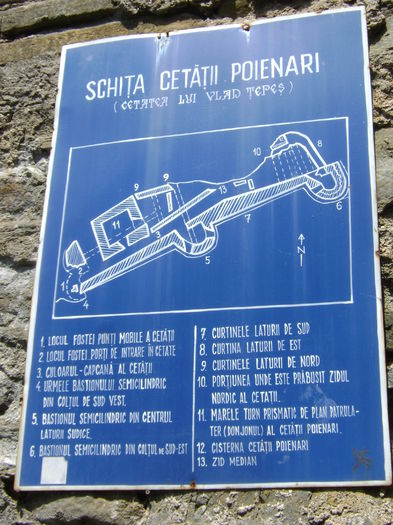 SCHIȚA CETĂȚII POIENARI
(CETATEA LUI VLAD ȚEPEȘ)
10
8
9
9
13
11
7
3
6
2
5
1
4
N
1. LOCUL FOSTEI PUNȚI MOBILE A CETĂȚII
2 LOCUL FOSTEI PORȚI DE INTRARE ÎN CETATE
3 CULOARUL-CAPCANĂ AL CETĂȚII
4 URMELE BASTIONULUI SEMICILINDRIC
DIN COLȚUL DE SUD VEST.
5 BASTIONUL SEMICILINDRIC DIN CENTRUL
LATURII SUDICE.
6 BASTIONUL SEMICILINDRIC DIN COLȚUL DE SUD-EST
7 CURTINELE LATURII DE SUD
8 CURTINA LATURII DE EST
9 CURTINELE LATURII DE NORD
10 PORȚIUNEA UNDE ESTE PRĂBUSIT ZIDUL
NORDIC AL CETĂȚII.
11 MARELE TURN PRISMATIC DE PLAN PATRULA-
TER (DONJONUL) AL CETĂȚII POIENARI.
12 CISTERNA CETĂȚII POIENARI
13 ZID MEDIAN